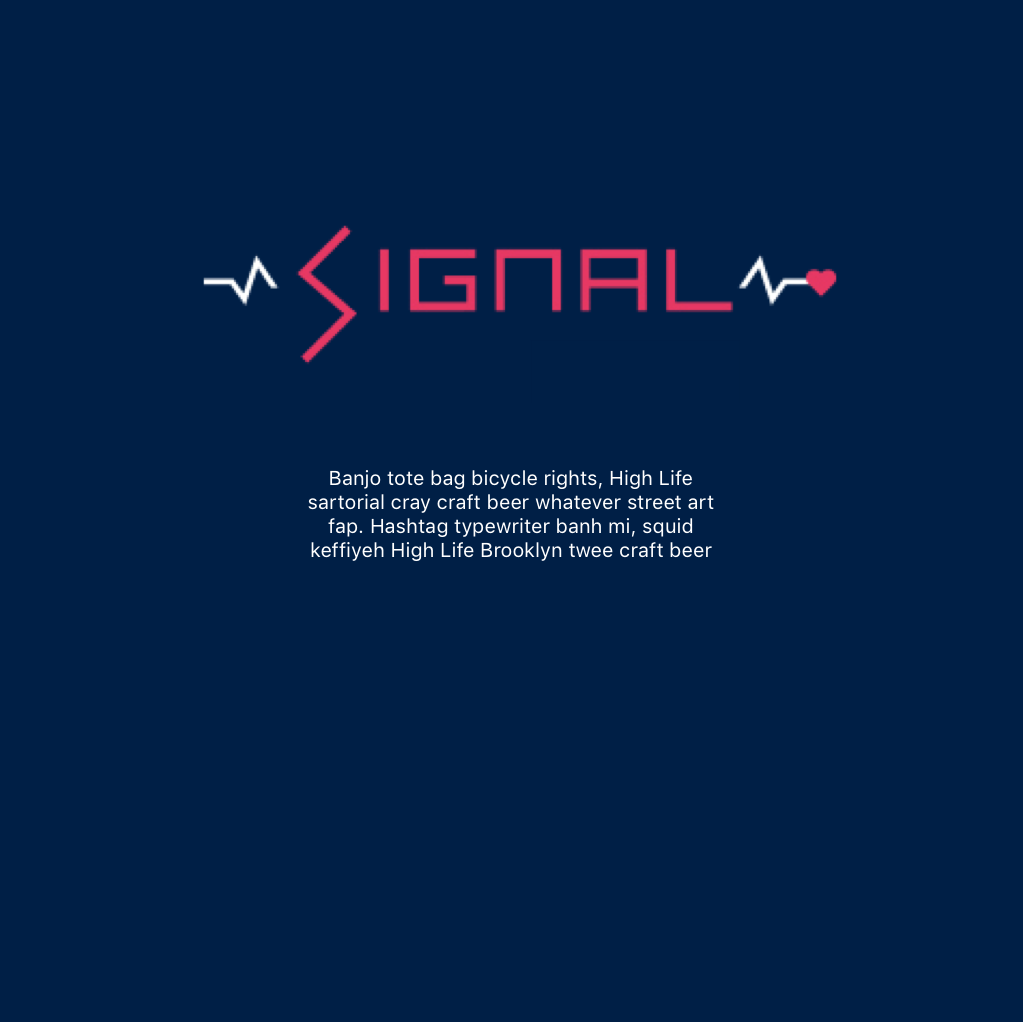 SIGNAL
Banjo tote bag bicycle rights, High Life
sartorial cray craft beer whatever street art
fap. Hashtag typewriter banh mi, squid
keffiyeh High Life Brooklyn twee craft beer